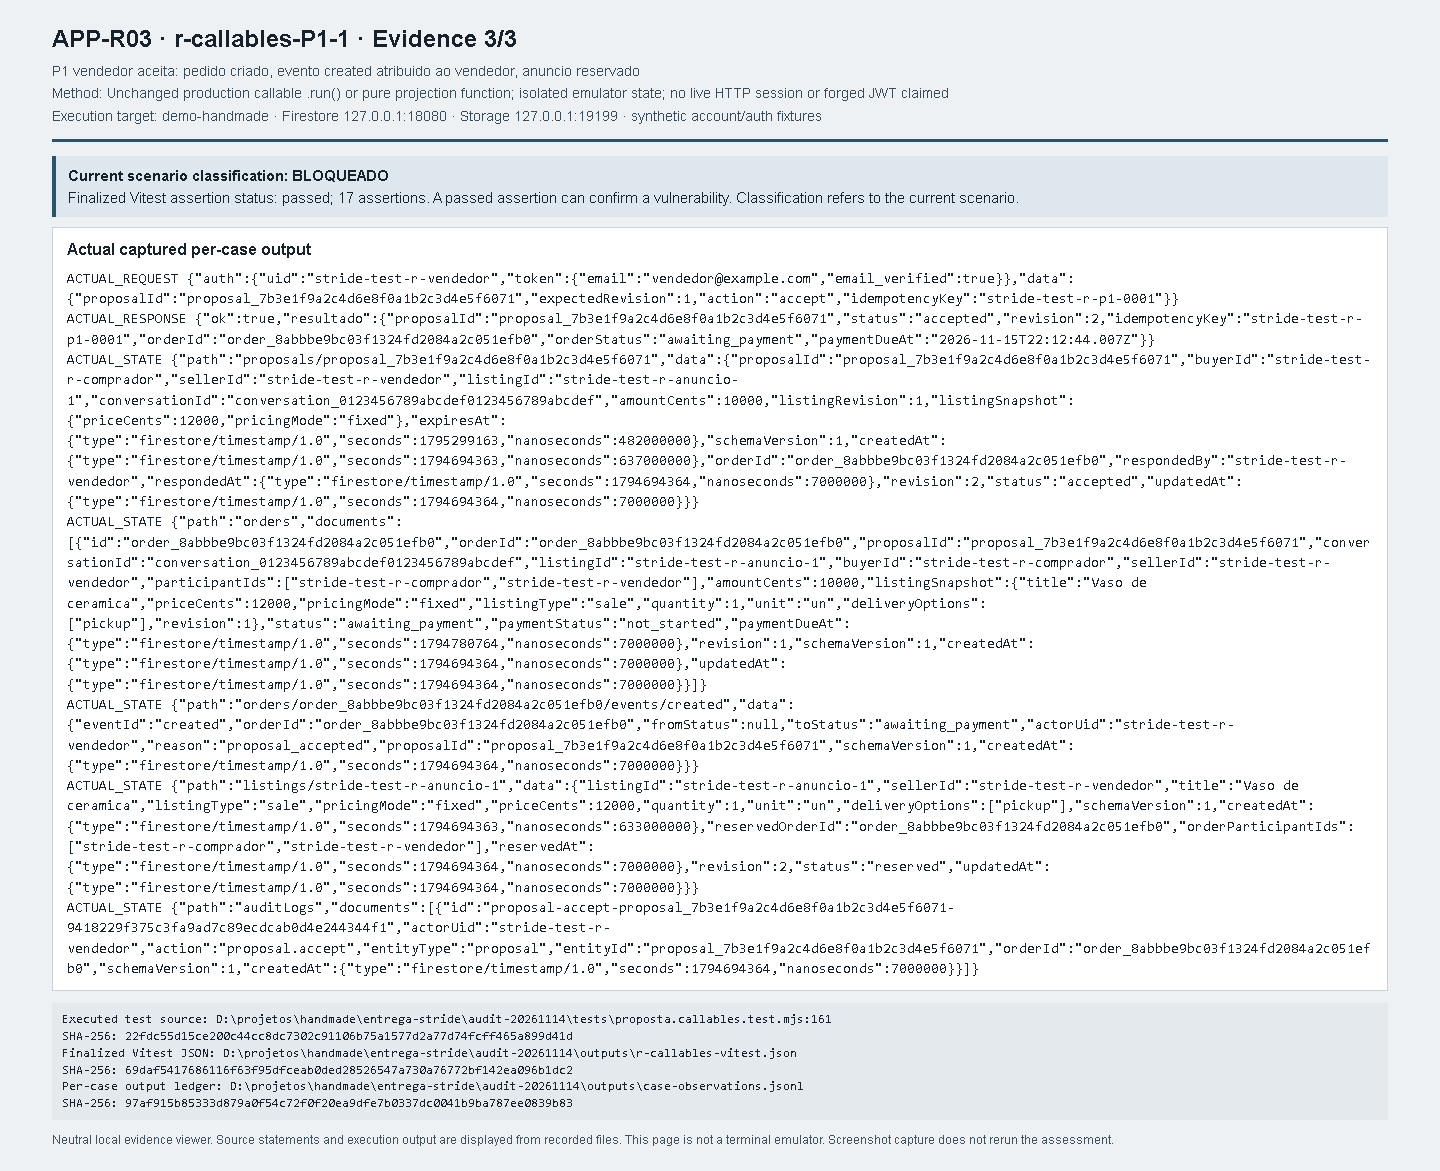 APP-R03 · r-callables-P1-1 · Evidence 3/3
P1 vendedor aceita: pedido criado, evento created atribuido ao vendedor, anuncio reservado
Method: Unchanged production callable .run() or pure projection function; isolated emulator state; no live HTTP session or forged JWT claimed
Execution target: demo-handmade · Firestore 127.0.0.1:18080 · Storage 127.0.0.1:19199 · synthetic account/auth fixtures
Current scenario classification: BLOQUEADO
Finalized Vitest assertion status: passed; 17 assertions. A passed assertion can confirm a vulnerability. Classification refers to the current scenario.
Actual captured per-case output
ACTUAL_REQUEST {"auth":{"uid":"stride-test-r-vendedor","token":{"email":"vendedor@example.com","email_verified":true}},"data":
{"proposalId":"proposal_7b3e1f9a2c4d6e8f0a1b2c3d4e5f6071","expectedRevision":1,"action":"accept","idempotencyKey":"stride-test-r-p1-0001"}}
ACTUAL_RESPONSE {"ok":true,"resultado":{"proposalId":"proposal_7b3e1f9a2c4d6e8f0a1b2c3d4e5f6071","status":"accepted","revision":2,"idempotencyKey":"stride-test-r-
p1-0001","orderId":"order_8abbbe9bc03f1324fd2084a2c051efb0","orderStatus":"awaiting_payment","paymentDueAt":"2026-11-15T22:12:44.007Z"}}
ACTUAL_STATE {"path":"proposals/proposal_7b3e1f9a2c4d6e8f0a1b2c3d4e5f6071","data":{"proposalId":"proposal_7b3e1f9a2c4d6e8f0a1b2c3d4e5f6071","buyerId":"stride-test-
r-comprador","sellerId":"stride-test-r-vendedor","listingId":"stride-test-r-anuncio-
1","conversationId":"conversation_0123456789abcdef0123456789abcdef","amountCents":10000,"listingRevision":1,"listingSnapshot":
{"priceCents":12000,"pricingMode":"fixed"},"expiresAt":
{"type":"firestore/timestamp/1.0","seconds":1795299163,"nanoseconds":482000000},"schemaVersion":1,"createdAt":
{"type":"firestore/timestamp/1.0","seconds":1794694363,"nanoseconds":637000000},"orderId":"order_8abbbe9bc03f1324fd2084a2c051efb0","respondedBy":"stride-test-r-
vendedor","respondedAt":{"type":"firestore/timestamp/1.0","seconds":1794694364,"nanoseconds":7000000},"revision":2,"status":"accepted","updatedAt":
{"type":"firestore/timestamp/1.0","seconds":1794694364,"nanoseconds":7000000}}}
ACTUAL_STATE {"path":"orders","documents":
[{"id":"order_8abbbe9bc03f1324fd2084a2c051efb0","orderId":"order_8abbbe9bc03f1324fd2084a2c051efb0","proposalId":"proposal_7b3e1f9a2c4d6e8f0a1b2c3d4e5f6071","conver
sationId":"conversation_0123456789abcdef0123456789abcdef","listingId":"stride-test-r-anuncio-1","buyerId":"stride-test-r-comprador","sellerId":"stride-test-r-
vendedor","participantIds":["stride-test-r-comprador","stride-test-r-vendedor"],"amountCents":10000,"listingSnapshot":{"title":"Vaso de
ceramica","priceCents":12000,"pricingMode":"fixed","listingType":"sale","quantity":1,"unit":"un","deliveryOptions":
["pickup"],"revision":1},"status":"awaiting_payment","paymentStatus":"not_started","paymentDueAt":
{"type":"firestore/timestamp/1.0","seconds":1794780764,"nanoseconds":7000000},"revision":1,"schemaVersion":1,"createdAt":
{"type":"firestore/timestamp/1.0","seconds":1794694364,"nanoseconds":7000000},"updatedAt":
{"type":"firestore/timestamp/1.0","seconds":1794694364,"nanoseconds":7000000}}]}
ACTUAL_STATE {"path":"orders/order_8abbbe9bc03f1324fd2084a2c051efb0/events/created","data":
{"eventId":"created","orderId":"order_8abbbe9bc03f1324fd2084a2c051efb0","fromStatus":null,"toStatus":"awaiting_payment","actorUid":"stride-test-r-
vendedor","reason":"proposal_accepted","proposalId":"proposal_7b3e1f9a2c4d6e8f0a1b2c3d4e5f6071","schemaVersion":1,"createdAt":
{"type":"firestore/timestamp/1.0","seconds":1794694364,"nanoseconds":7000000}}}
ACTUAL_STATE {"path":"listings/stride-test-r-anuncio-1","data":{"listingId":"stride-test-r-anuncio-1","sellerId":"stride-test-r-vendedor","title":"Vaso de
ceramica","listingType":"sale","pricingMode":"fixed","priceCents":12000,"quantity":1,"unit":"un","deliveryOptions":["pickup"],"schemaVersion":1,"createdAt":
{"type":"firestore/timestamp/1.0","seconds":1794694363,"nanoseconds":633000000},"reservedOrderId":"order_8abbbe9bc03f1324fd2084a2c051efb0","orderParticipantIds":
["stride-test-r-comprador","stride-test-r-vendedor"],"reservedAt":
{"type":"firestore/timestamp/1.0","seconds":1794694364,"nanoseconds":7000000},"revision":2,"status":"reserved","updatedAt":
{"type":"firestore/timestamp/1.0","seconds":1794694364,"nanoseconds":7000000}}}
ACTUAL_STATE {"path":"auditLogs","documents":[{"id":"proposal-accept-proposal_7b3e1f9a2c4d6e8f0a1b2c3d4e5f6071-
9418229f375c3fa9ad7c89ecdcab0d4e244344f1","actorUid":"stride-test-r-
vendedor","action":"proposal.accept","entityType":"proposal","entityId":"proposal_7b3e1f9a2c4d6e8f0a1b2c3d4e5f6071","orderId":"order_8abbbe9bc03f1324fd2084a2c051ef
b0","schemaVersion":1,"createdAt":{"type":"firestore/timestamp/1.0","seconds":1794694364,"nanoseconds":7000000}}]}
Executed test source: D:\projetos\handmade\entrega-stride\audit-20261114\tests\proposta.callables.test.mjs:161
SHA-256: 22fdc55d15ce200c44cc8dc7302c91106b75a1577d2a77d74fcff465a899d41d
Finalized Vitest JSON: D:\projetos\handmade\entrega-stride\audit-20261114\outputs\r-callables-vitest.json
SHA-256: 69daf5417686116f63f95dfceab0ded28526547a730a76772bf142ea096b1dc2
Per-case output ledger: D:\projetos\handmade\entrega-stride\audit-20261114\outputs\case-observations.jsonl
SHA-256: 97af915b85333d879a0f54c72f0f20ea9dfe7b0337dc0041b9ba787ee0839b83
Neutral local evidence viewer. Source statements and execution output are displayed from recorded files. This page is not a terminal emulator. Screenshot capture does not rerun the assessment.